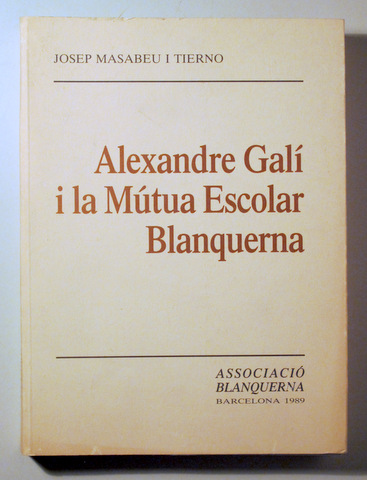 JOSEP MASABEU I TIERNO
Alexandre Galí
i la Mútua Escolar
Blanquerna
ASSOCIACIÓ
BLANQUERNA
BARCELONA 1989